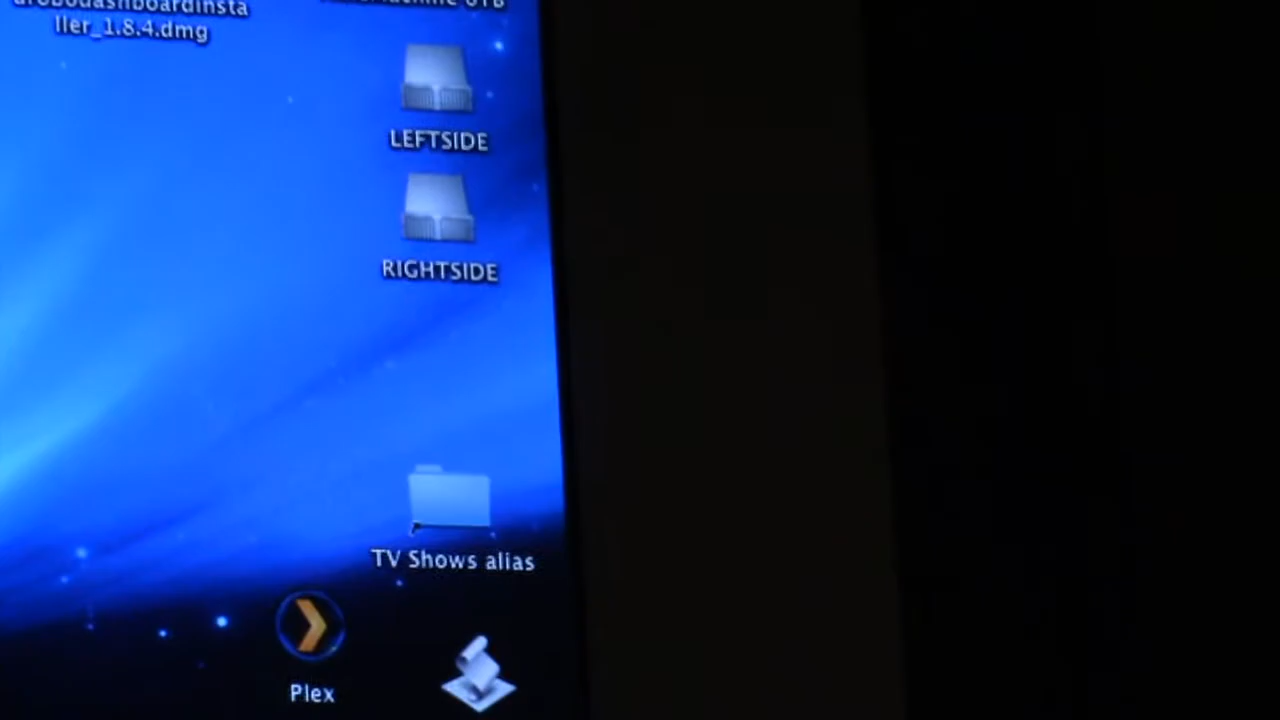 ller_1.8.4.dmg
LEFTSIDE
RIGHTSIDE
TV Shows alias
Plex